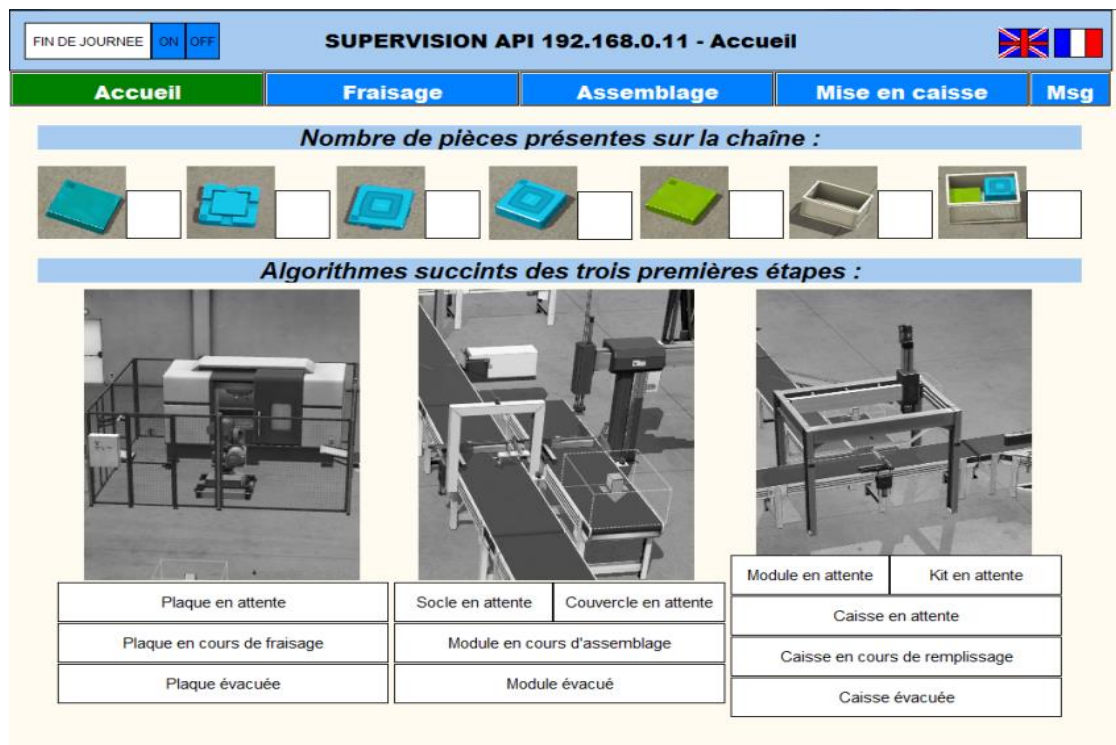 FIN DE JOURNEE ON OFF
SUPERVISION API 192.168.0.11 - Accueil
Accueil Fraisage Assemblage Mise en caisse Msg
Nombre de pièces présentes sur la chaîne :
Algorithmes succints des trois premières étapes :
Plaque en attente
Plaque en cours de fraisage
Plaque évacuée
Socle en attente Couvercle en attente
Module en cours d'assemblage
Module évacué
Module en attente Kit en attente
Caisse en attente
Caisse en cours de remplissage
Caisse évacuée